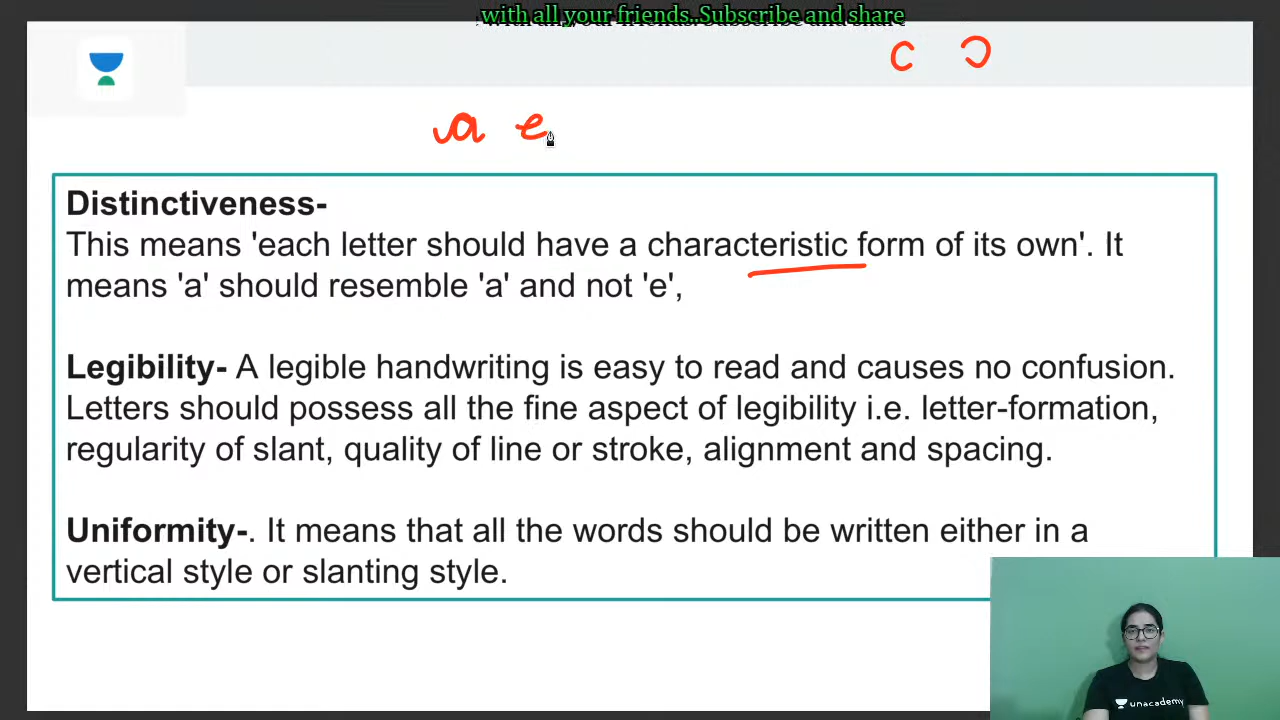 with all your friends..Subscribe and share
c ɔ
a e
Distinctiveness-
This means 'each letter should have a characteristic form of its own'. It
means 'a' should resemble 'a' and not 'e',
Legibility- A legible handwriting is easy to read and causes no confusion.
Letters should possess all the fine aspect of legibility i.e. letter-formation,
regularity of slant, quality of line or stroke, alignment and spacing.
Uniformity-. It means that all the words should be written either in a
vertical style or slanting style.
unacademy